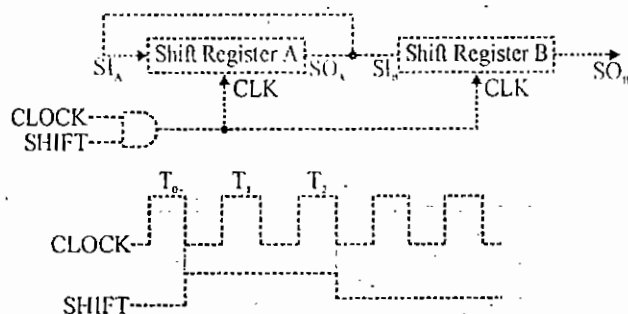 Shift Register A
Shift Register B
SI_A
SO_A
SI_B
SO_B
CLK
CLK
CLOCK
SHIFT
T_0
T_1
T_2
CLOCK
SHIFT